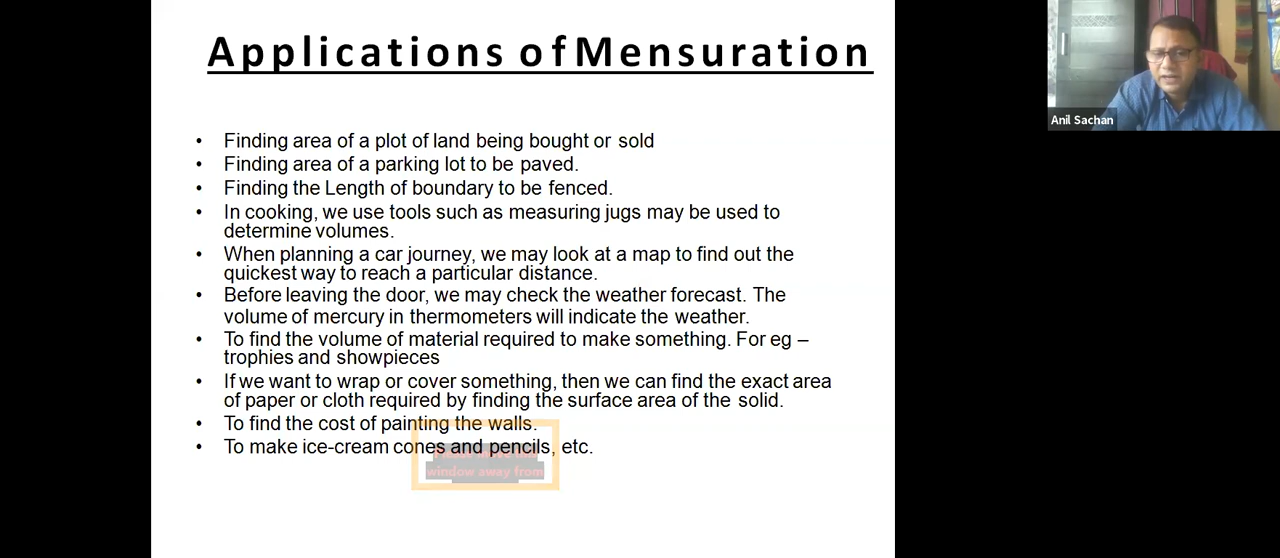 Applications of Mensuration
• Finding area of a plot of land being bought or sold
• Finding area of a parking lot to be paved.
• Finding the Length of boundary to be fenced.
• In cooking, we use tools such as measuring jugs may be used to
determine volumes.
• When planning a car journey, we may look at a map to find out the
quickest way to reach a particular distance.
• Before leaving the door, we may check the weather forecast. The
volume of mercury in thermometers will indicate the weather.
• To find the volume of material required to make something. For eg –
trophies and showpieces
• If we want to wrap or cover something, then we can find the exact area
of paper or cloth required by finding the surface area of the solid.
• To find the cost of painting the walls.
• To make ice-cream cones and pencils, etc.
window away from
Anil Sachan